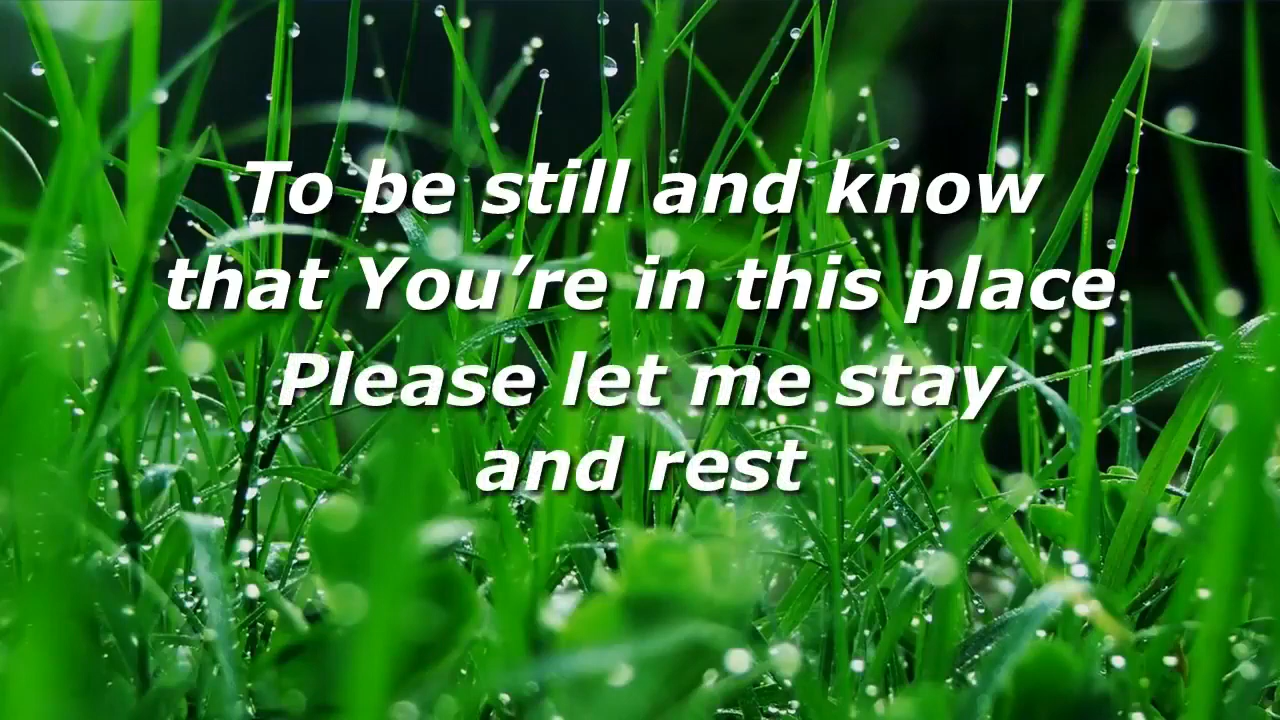 To be still and know
that You’re in this place
Please let me stay
and rest